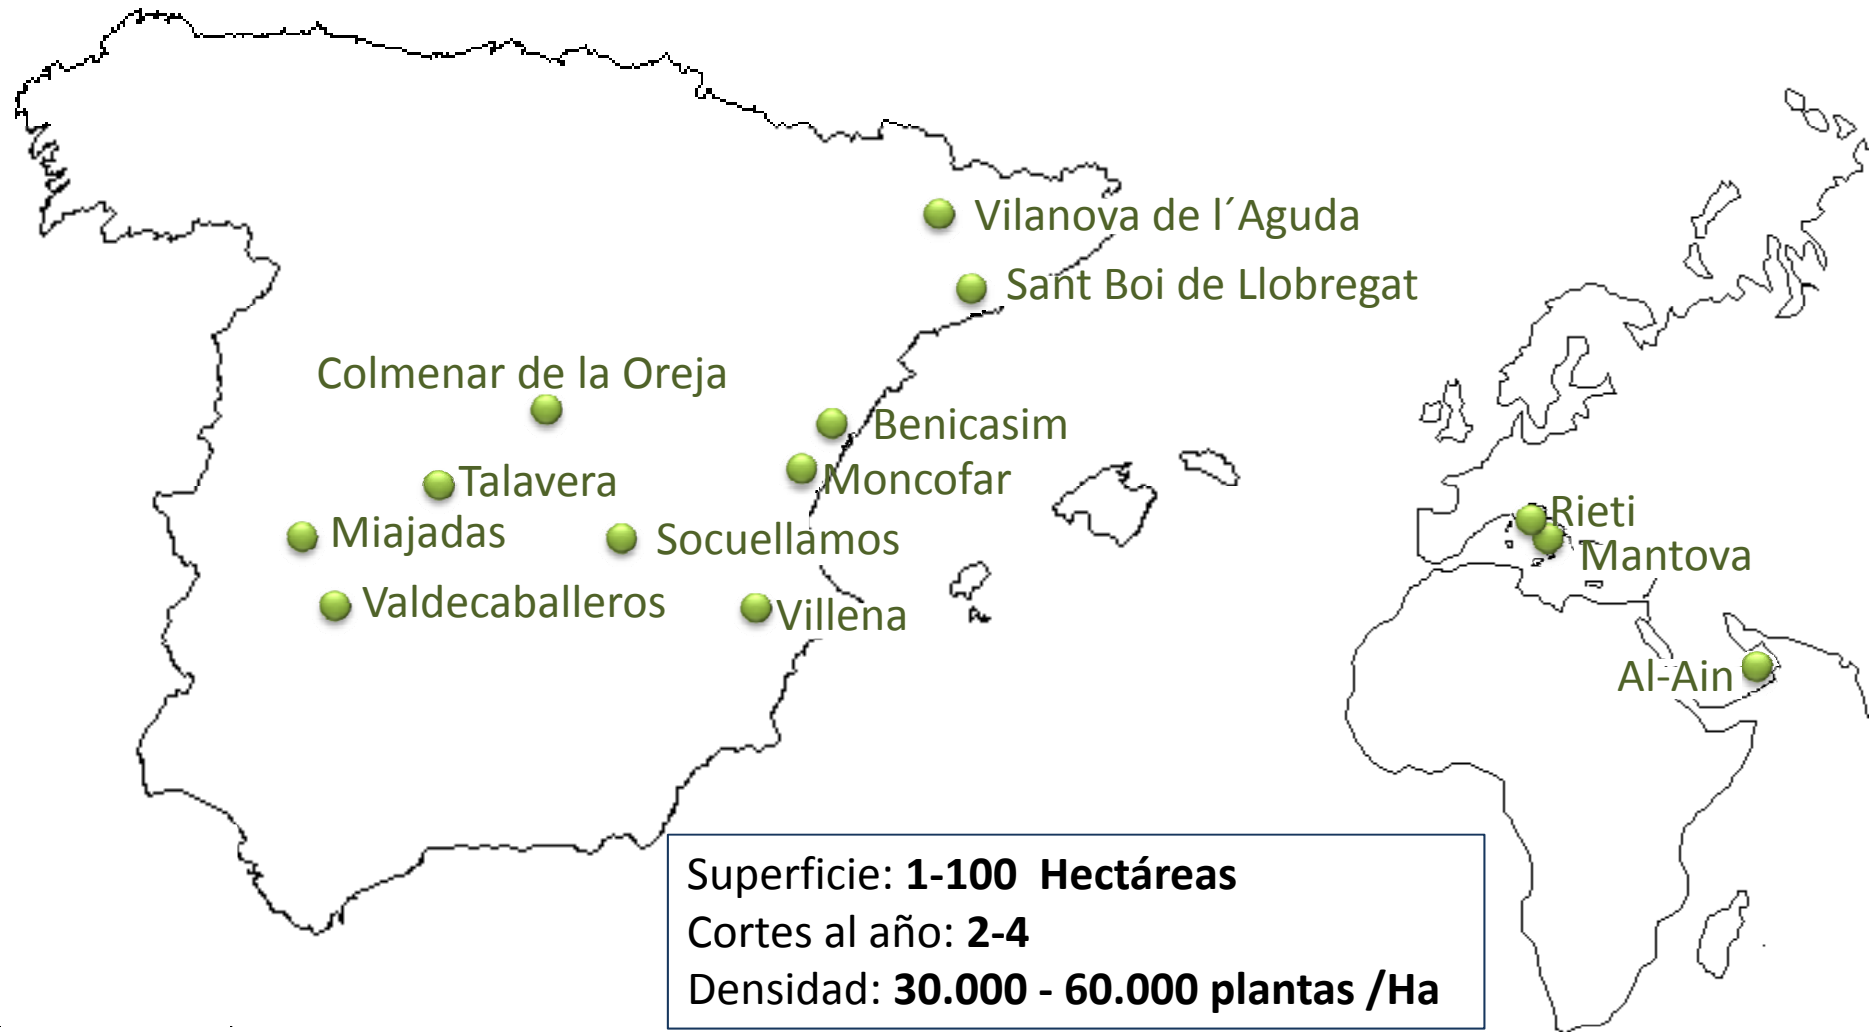 Vilanova de l´Aguda
Sant Boi de Llobregat
Colmenar de la Oreja
Benicasim
Talavera
Moncofar
Miajadas
Socuellamos
Valdecaballeros
Villena
Rieti
Mantova
Al-Ain
Superficie: 1-100 Hectáreas
Cortes al año: 2-4
Densidad: 30.000 - 60.000 plantas /Ha